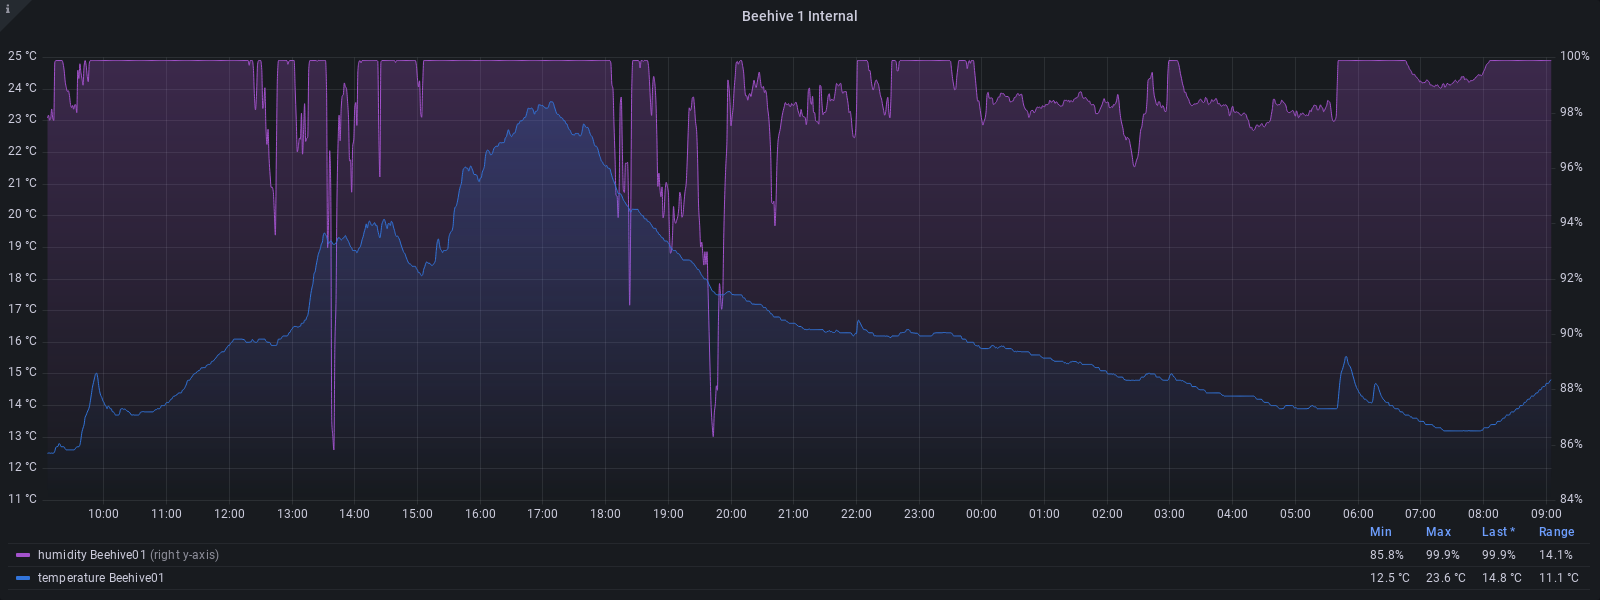 i
Beehive 1 Internal
25 °C 100%
24 °C 98%
23 °C 96%
22 °C 94%
21 °C 92%
20 °C 90%
19 °C 88%
18 °C 86%
17 °C 84%
16 °C
15 °C
14 °C
13 °C
12 °C
11 °C
10:00 11:00 12:00 13:00 14:00 15:00 16:00 17:00 18:00 19:00 20:00 21:00 22:00 23:00 00:00 01:00 02:00 03:00 04:00 05:00 06:00 07:00 08:00 09:00
Min Max Last * Range
humidity Beehive01 (right y-axis) 85.8% 99.9% 99.9% 14.1%
temperature Beehive01 12.5 °C 23.6 °C 14.8 °C 11.1 °C